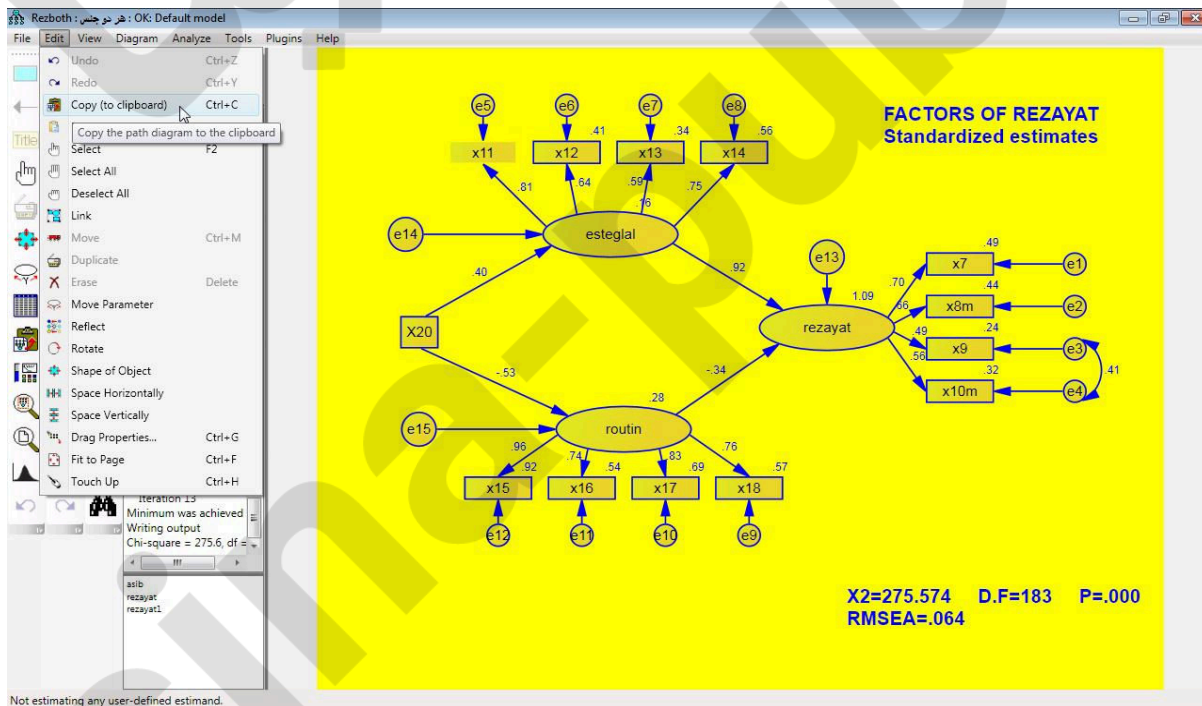 Rezboth : هر دو جنس : OK: Default model
File Edit View Diagram Analyze Tools Plugins Help
Undo Ctrl+Z
Redo Ctrl+Y
Copy (to clipboard) Ctrl+C
Copy the path diagram to the clipboard
Select F2
Select All
Deselect All
Link
Move Ctrl+M
Duplicate
Erase Delete
Move Parameter
Reflect
Rotate
Shape of Object
Space Horizontally
Space Vertically
Drag Properties... Ctrl+G
Fit to Page Ctrl+F
Touch Up Ctrl+H
Title
Iteration 13
Minimum was achieved
Writing output
Chi-square = 275.6, df =
asib
rezayat
rezayat1
Not estimating any user-defined estimand.
FACTORS OF REZAYAT
Standardized estimates
e5 e6 e7 e8
.41 .34 .56
x11 x12 x13 x14
.81 .64 .59 .75
.16
e14 esteglal
.40 .92
e13
1.09
X20 rezayat
.49
.70 x7 e1
.44
.66 x8m e2
.24
.49 x9 e3
.56 .32 .41
x10m e4
-.53 -.34
.28
e15 routin
.96 .74 .83 .76
.92 .54 .69 .57
x15 x16 x17 x18
e12 e11 e10 e9
X2=275.574 D.F=183 P=.000
RMSEA=.064